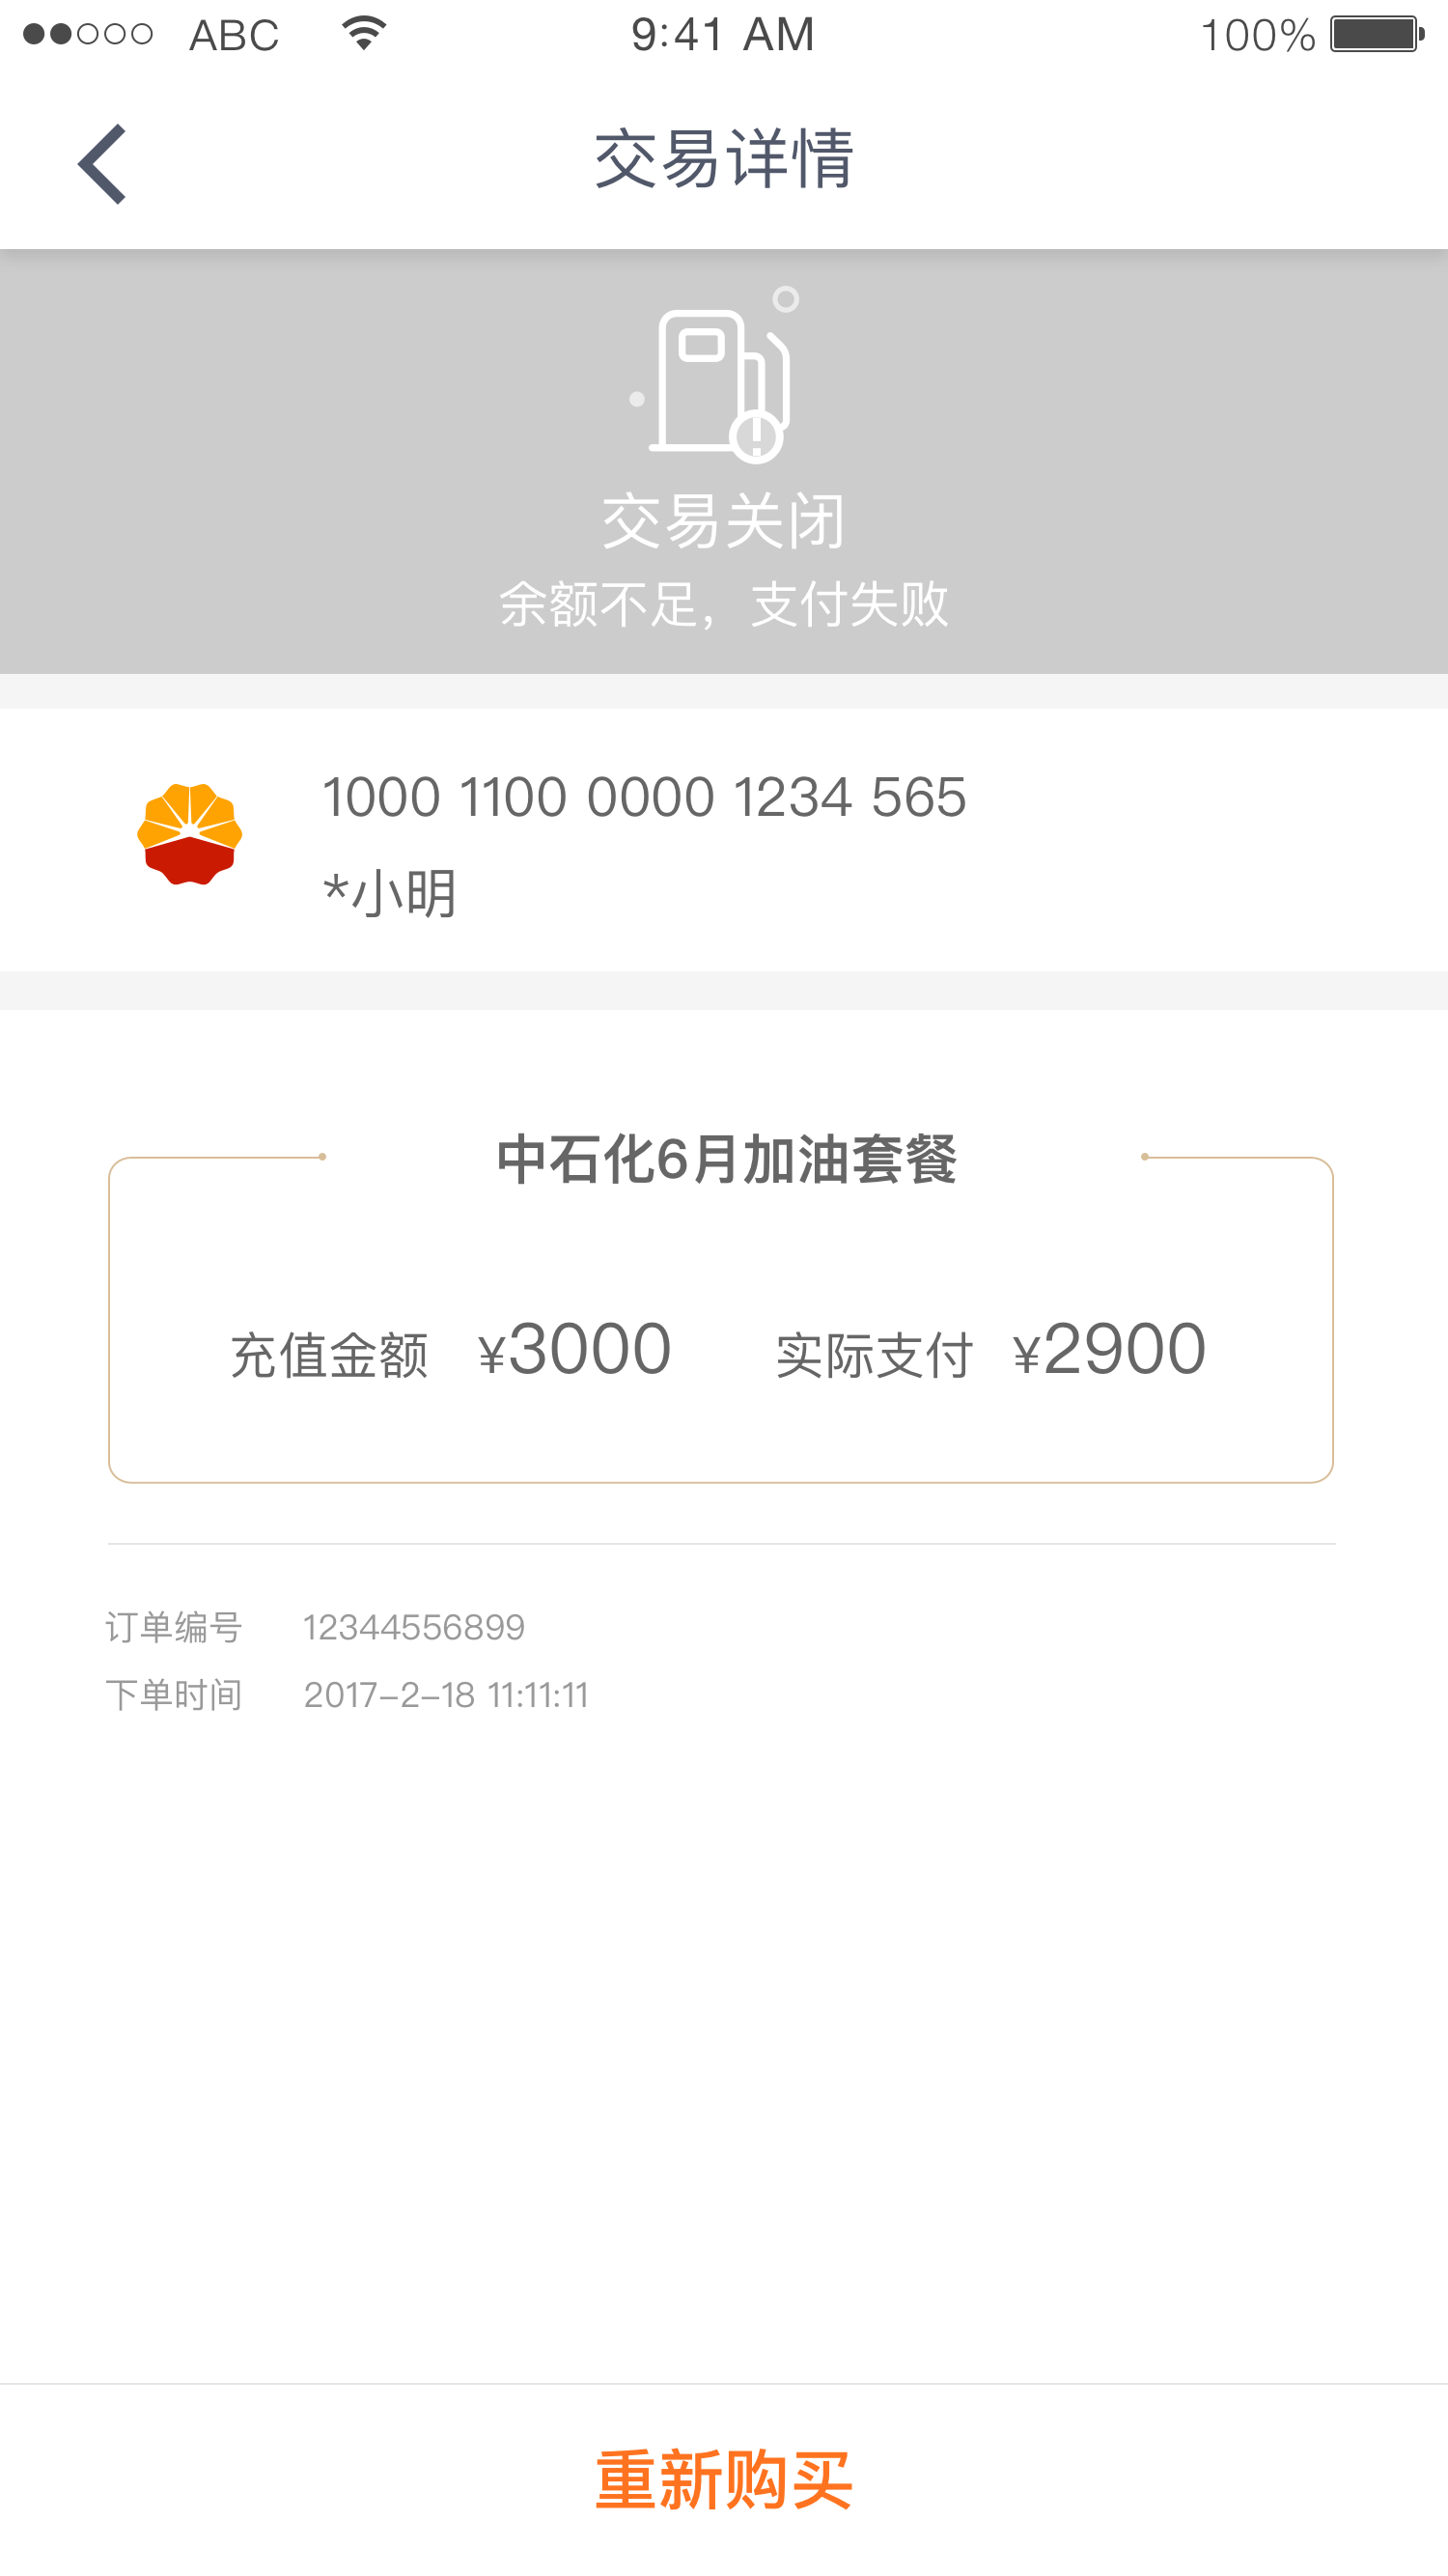 ABC 9:41 AM 100%
交易详情
交易关闭
余额不足，支付失败
1000 1100 0000 1234 565
*小明
中石化6月加油套餐
充值金额 ¥3000 实际支付 ¥2900
订单编号 12344556899
下单时间 2017-2-18 11:11:11
重新购买